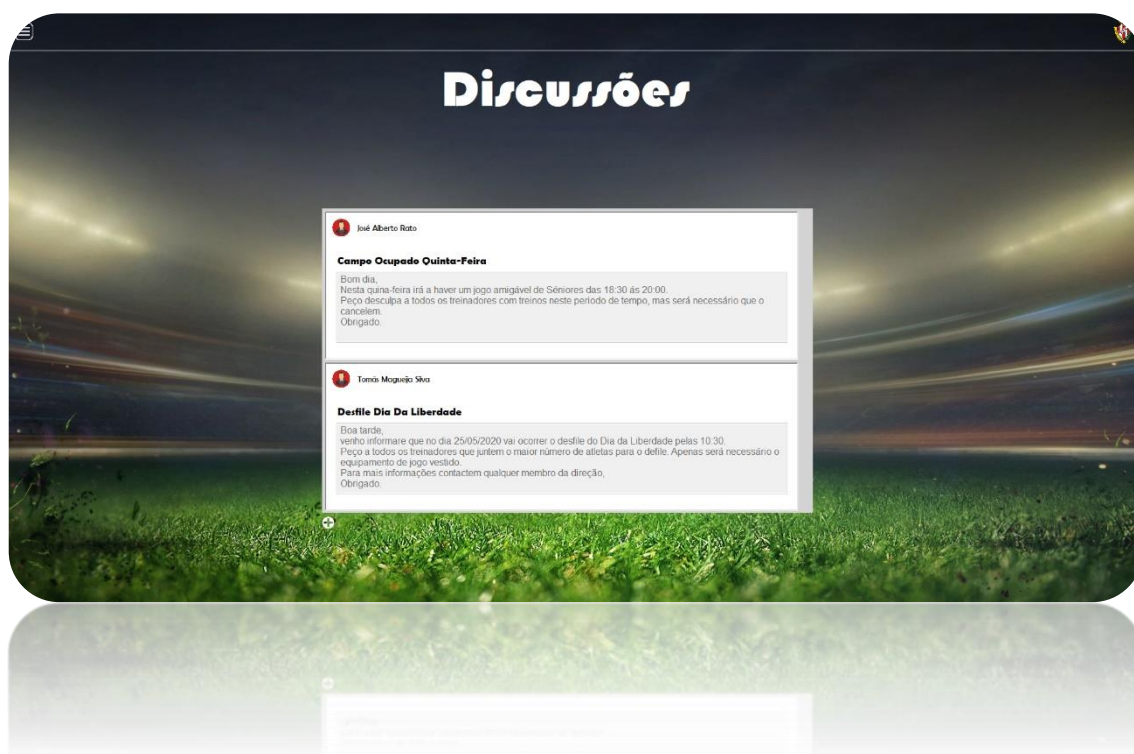 Discussões
José Alberto Rato
Campo Ocupado Quinta-Feira
Bom dia,
Nesta quina-feira irá a haver um jogo amigável de Séniores das 18:30 ás 20:00.
Peço desculpa a todos os treinadores com treinos neste periodo de tempo, mas será necessário que o
cancelem.
Obrigado.
Tomás Magueija Silva
Desfile Dia Da Liberdade
Boa tarde,
venho informare que no dia 25/05/2020 vai ocorrer o desfile do Dia da Liberdade pelas 10:30.
Peço a todos os treinadores que juntem o maior número de atletas para o defile. Apenas será necessário o
equipamento de jogo vestido.
Para mais informações contactem qualquer membro da direção,
Obrigado.